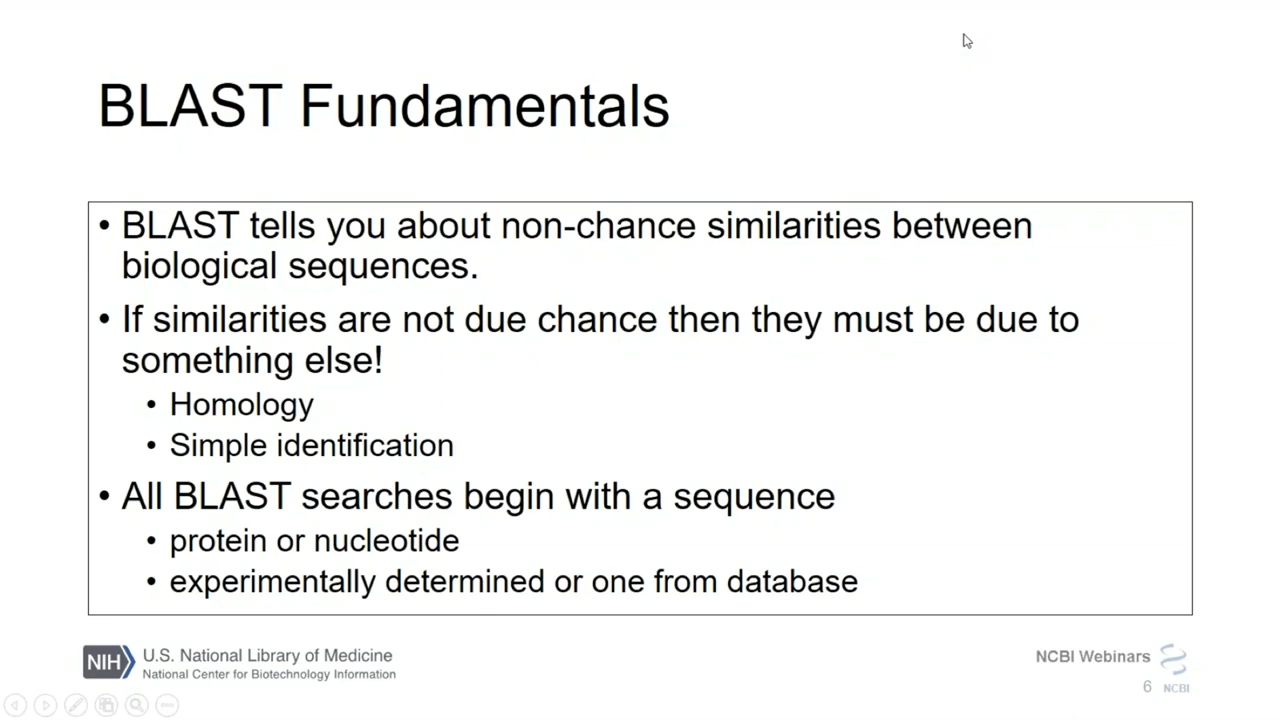 BLAST Fundamentals
• BLAST tells you about non-chance similarities between
biological sequences.
• If similarities are not due chance then they must be due to
something else!
• Homology
• Simple identification
• All BLAST searches begin with a sequence
• protein or nucleotide
• experimentally determined or one from database
NIH U.S. National Library of Medicine
National Center for Biotechnology Information
NCBI Webinars
6 NCBI